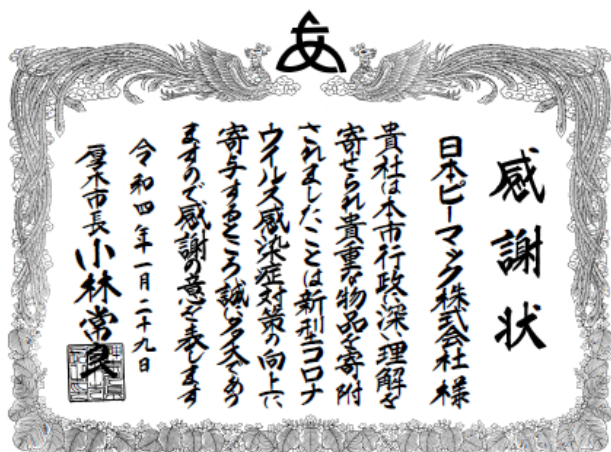 感謝状
日本ピーマック株式会社様
貴社は本市行政に深い理解を
寄せられ貴重な物品を寄附
されましたことは新型コロナ
ウイルス感染症対策の向上に
寄与するところ誠に多大であり
ますので感謝の意を表します
令和四年一月二十九日
厚木市長 小林常良